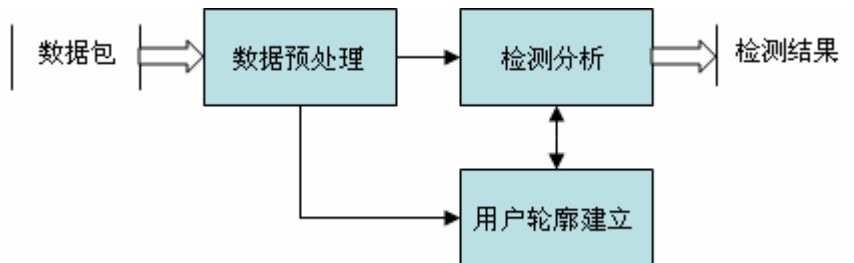 数据包
数据预处理
检测分析
检测结果
用户轮廓建立